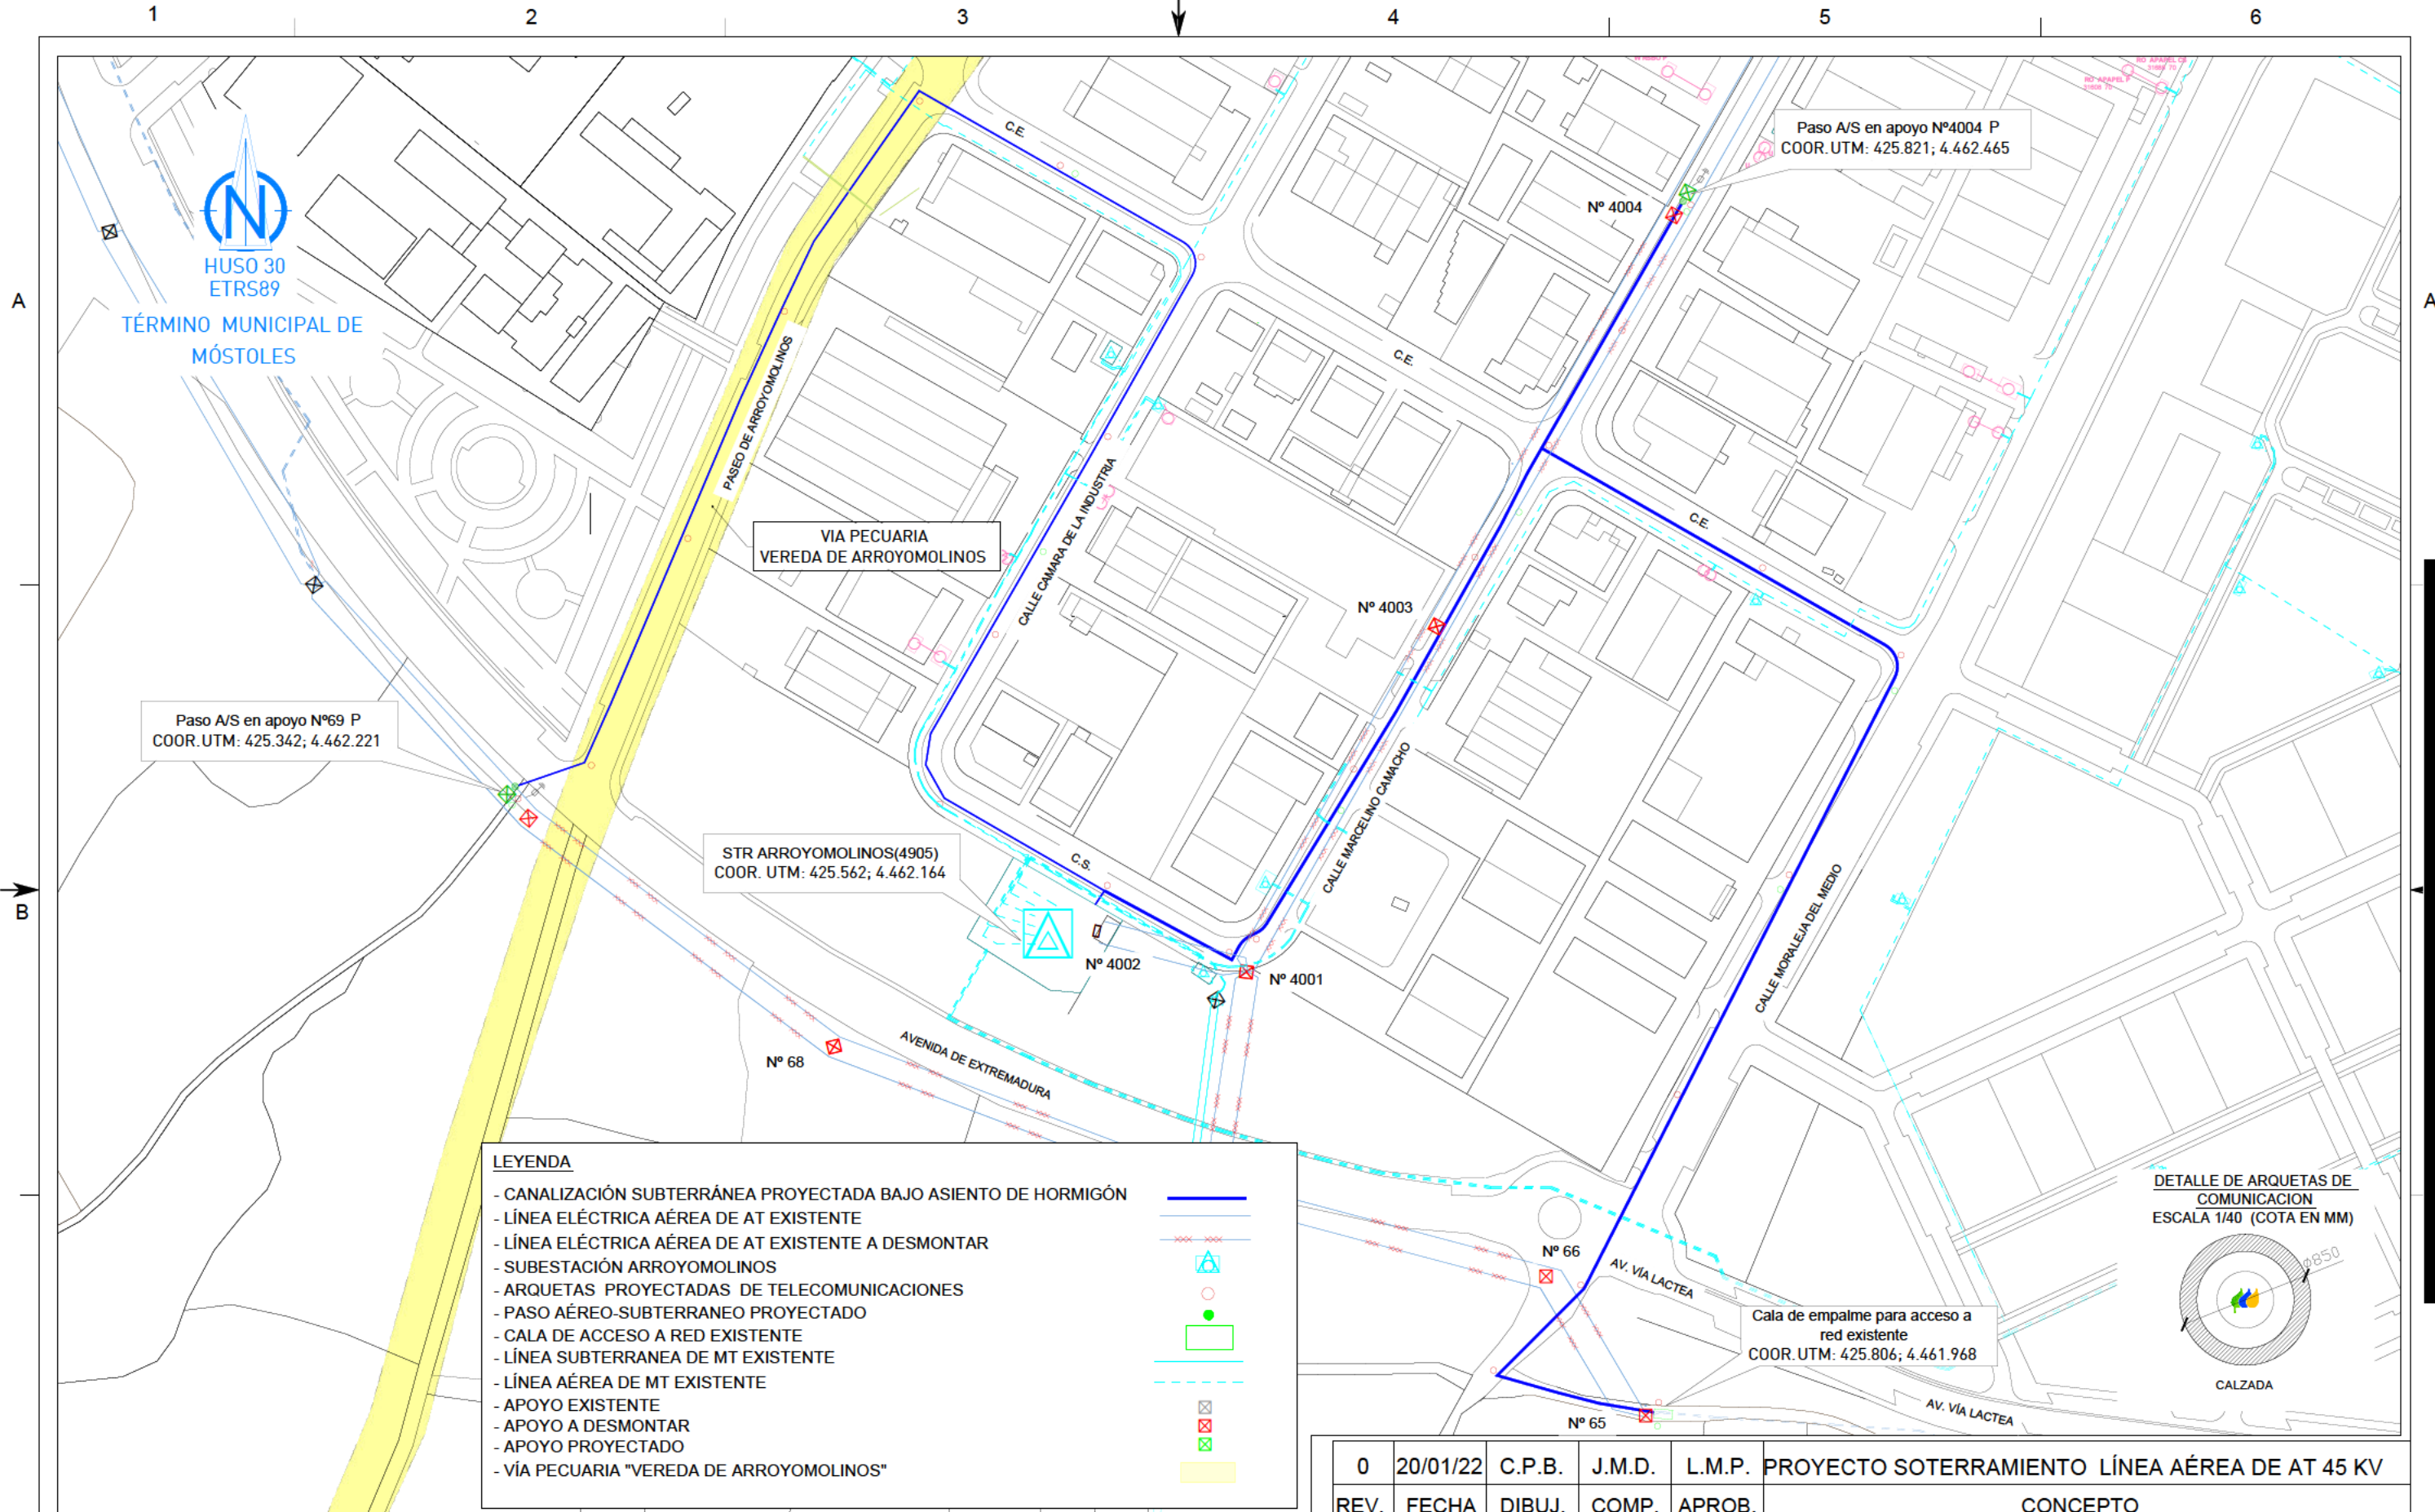 1
2
3
4
5
6
A
A
B
N
HUSO 30
ETRS89
TÉRMINO MUNICIPAL DE
MÓSTOLES
C.E.
RG APAPEL P
31608 70
Paso A/S en apoyo Nº4004 P
COOR.UTM: 425.821; 4.462.465
Nº 4004
PASEO DE ARROYOMOLINOS
C.E.
VIA PECUARIA
VEREDA DE ARROYOMOLINOS
CALLE CAMARA DE LA INDUSTRIA
C.E.
Nº 4003
Paso A/S en apoyo Nº69 P
COOR.UTM: 425.342; 4.462.221
STR ARROYOMOLINOS(4905)
COOR. UTM: 425.562; 4.462.164
C.S.
CALLE MARCELINO CAMACHO
CALLE MORALEJA DEL MEDIO
Nº 4002
Nº 4001
Nº 68
AVENIDA DE EXTREMADURA
LEYENDA
- CANALIZACIÓN SUBTERRÁNEA PROYECTADA BAJO ASIENTO DE HORMIGÓN
- LÍNEA ELÉCTRICA AÉREA DE AT EXISTENTE
- LÍNEA ELÉCTRICA AÉREA DE AT EXISTENTE A DESMONTAR
- SUBESTACIÓN ARROYOMOLINOS
- ARQUETAS PROYECTADAS DE TELECOMUNICACIONES
- PASO AÉREO-SUBTERRANEO PROYECTADO
- CALA DE ACCESO A RED EXISTENTE
- LÍNEA SUBTERRANEA DE MT EXISTENTE
- LÍNEA AÉREA DE MT EXISTENTE
- APOYO EXISTENTE
- APOYO A DESMONTAR
- APOYO PROYECTADO
- VÍA PECUARIA "VEREDA DE ARROYOMOLINOS"
Nº 66
AV. VÍA LACTEA
Cala de empalme para acceso a
red existente
COOR.UTM: 425.806; 4.461.968
Nº 65
AV. VÍA LACTEA
DETALLE DE ARQUETAS DE
COMUNICACION
ESCALA 1/40 (COTA EN MM)
Ø850
CALZADA
0 20/01/22 C.P.B. J.M.D. L.M.P. PROYECTO SOTERRAMIENTO LÍNEA AÉREA DE AT 45 KV
REV. FECHA DIBUJ. COMP. APROB. CONCEPTO